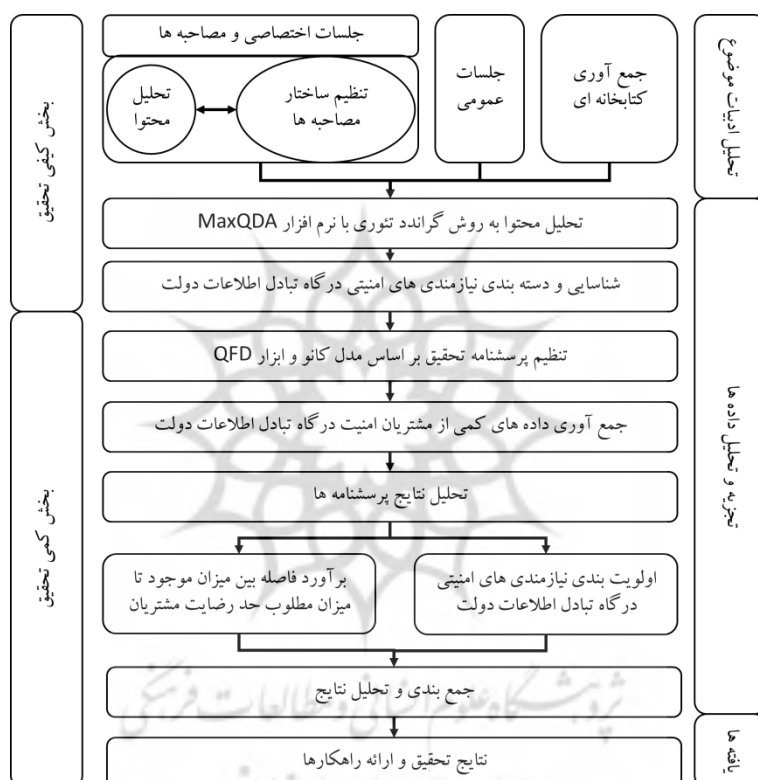 جلسات اختصاصی و مصاحبه ها
جمع آوری
کتابخانه ای
جلسات
عمومی
تنظیم ساختار
مصاحبه ها
تحلیل
محتوا
تحلیل ادبیات موضوع
بخش کیفی تحقیق
تحلیل محتوا به روش گراندد تئوری با نرم افزار MaxQDA
شناسایی و دسته بندی نیازمندی های امنیتی درگاه تبادل اطلاعات دولت
تنظیم پرسشنامه تحقیق بر اساس مدل کانو و ابزار QFD
جمع آوری داده های کمی از مشتریان امنیت درگاه تبادل اطلاعات دولت
تجزیه و تحلیل داده ها
بخش کمی تحقیق
تحلیل نتایج پرسشنامه ها
اولویت بندی نیازمندی های امنیتی
درگاه تبادل اطلاعات دولت
برآورد فاصله بین میزان موجود تا
میزان مطلوب حد رضایت مشتریان
جمع بندی و تحلیل نتایج
پژوهشگاه علوم انسانی و مطالعات فرهنگی
یافته ها
نتایج تحقیق و ارائه راهکارها